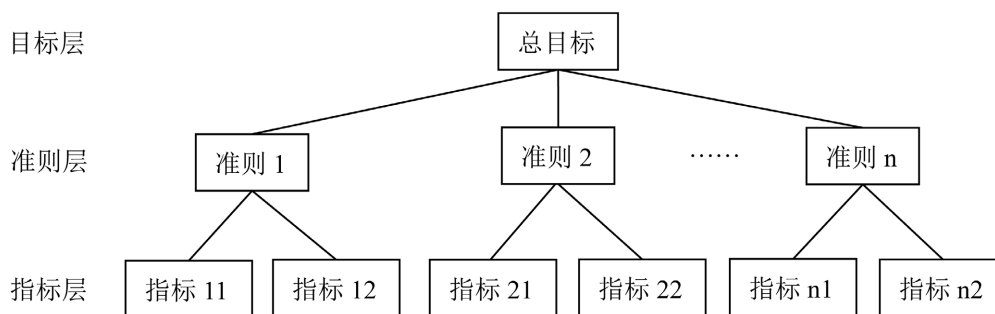 目标层 总目标
准则层 准则 1 准则 2 …… 准则 n
指标层 指标 11 指标 12 指标 21 指标 22 指标 n1 指标 n2